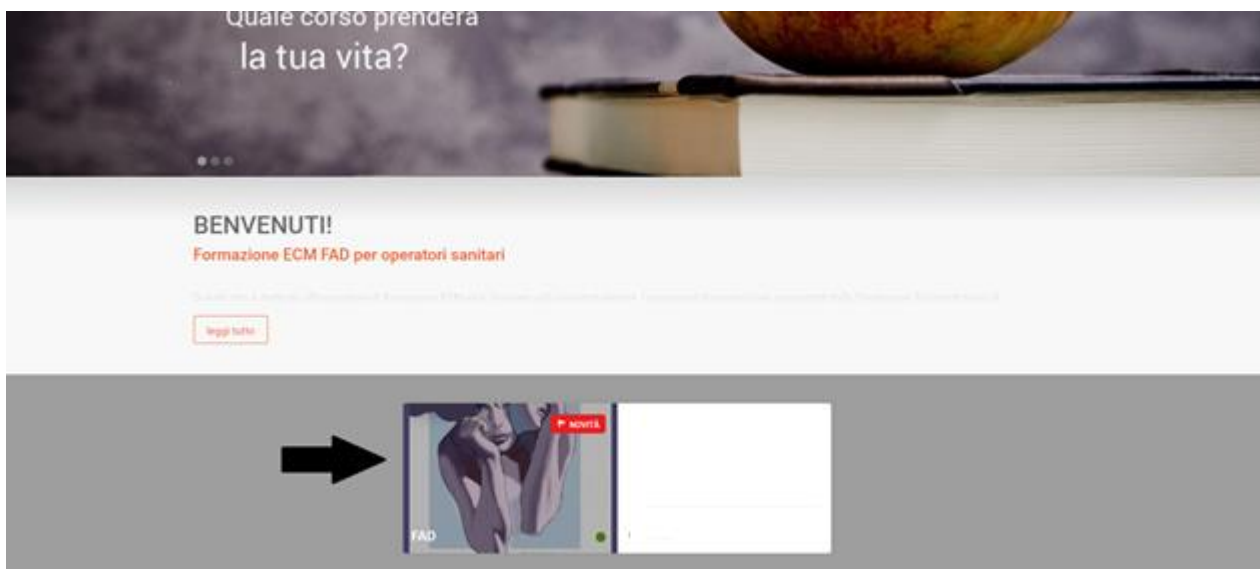 Quale corso prenderà
la tua vita?
BENVENUTI!
Formazione ECM FAD per operatori sanitari
leggi tutto
NOVITÀ
FAD